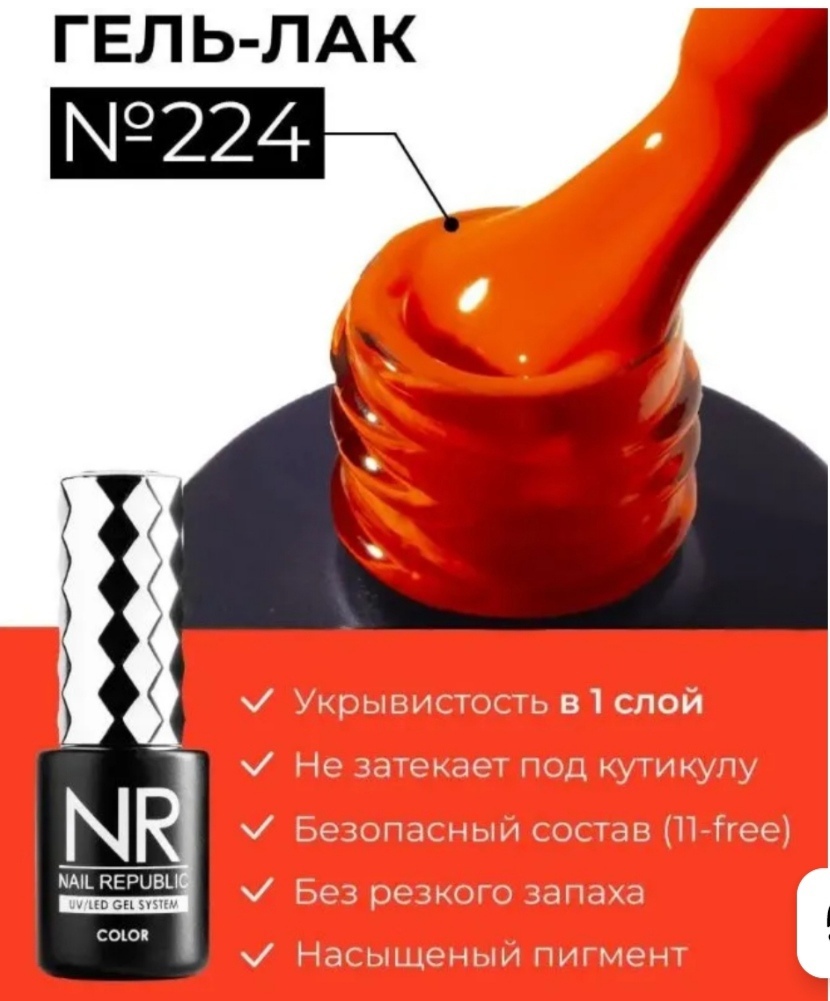 ГЕЛЬ-ЛАК
№224
Укрывистость в 1 слой
Не затекает под кутикулу
Безопасный состав (11-free)
Без резкого запаха
Насыщеный пигмент
NR
NAIL REPUBLIC
UV/LED GEL SYSTEM
COLOR